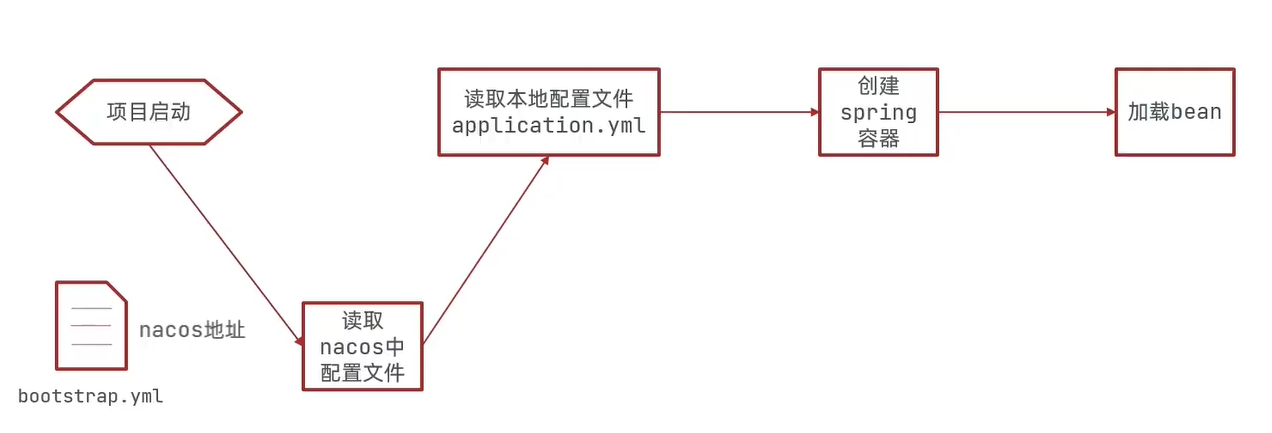 项目启动
读取本地配置文件
application.yml
创建
spring
容器
加载bean
nacos地址
bootstrap.yml
读取
nacos中
配置文件